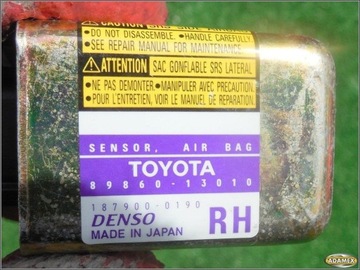 CAUTION
•DO NOT DISASSEMBLE. •HANDLE CAREFULLY
•SEE REPAIR MANUAL FOR MAINTENANCE.
ATTENTION SAC GONFLABLE SRS LATERAL
•NE PAS DEMONTER •MANIPULER AVEC PRECAUTION.
•POUR L'ENTRETIEN, VOIR LE MANUEL DE REPARATION.
SENSOR, AIR BAG
TOYOTA
89860-13010
187900-0190
DENSO RH
MADE IN JAPAN
ADAMEX